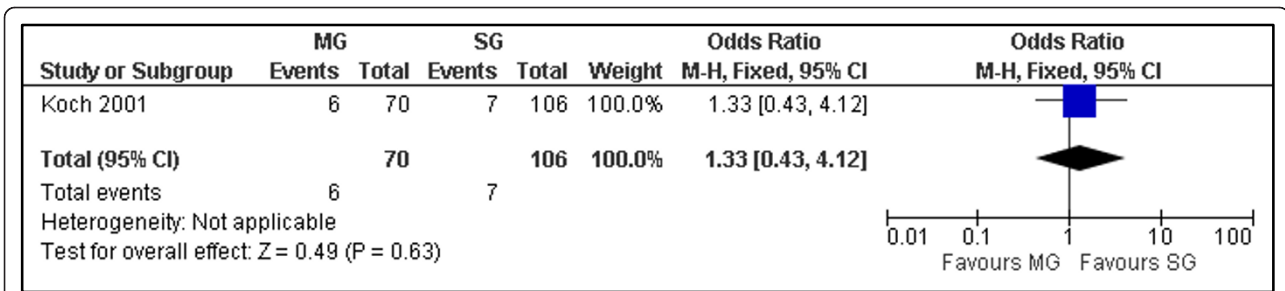 MG SG Odds Ratio Odds Ratio
Study or Subgroup Events Total Events Total Weight M-H, Fixed, 95% CI M-H, Fixed, 95% CI
Koch 2001 6 70 7 106 100.0% 1.33 [0.43, 4.12]
Total (95% CI) 70 106 100.0% 1.33 [0.43, 4.12]
Total events 6 7
Heterogeneity: Not applicable
Test for overall effect: Z = 0.49 (P = 0.63)
0.01 0.1 1 10 100
Favours MG Favours SG